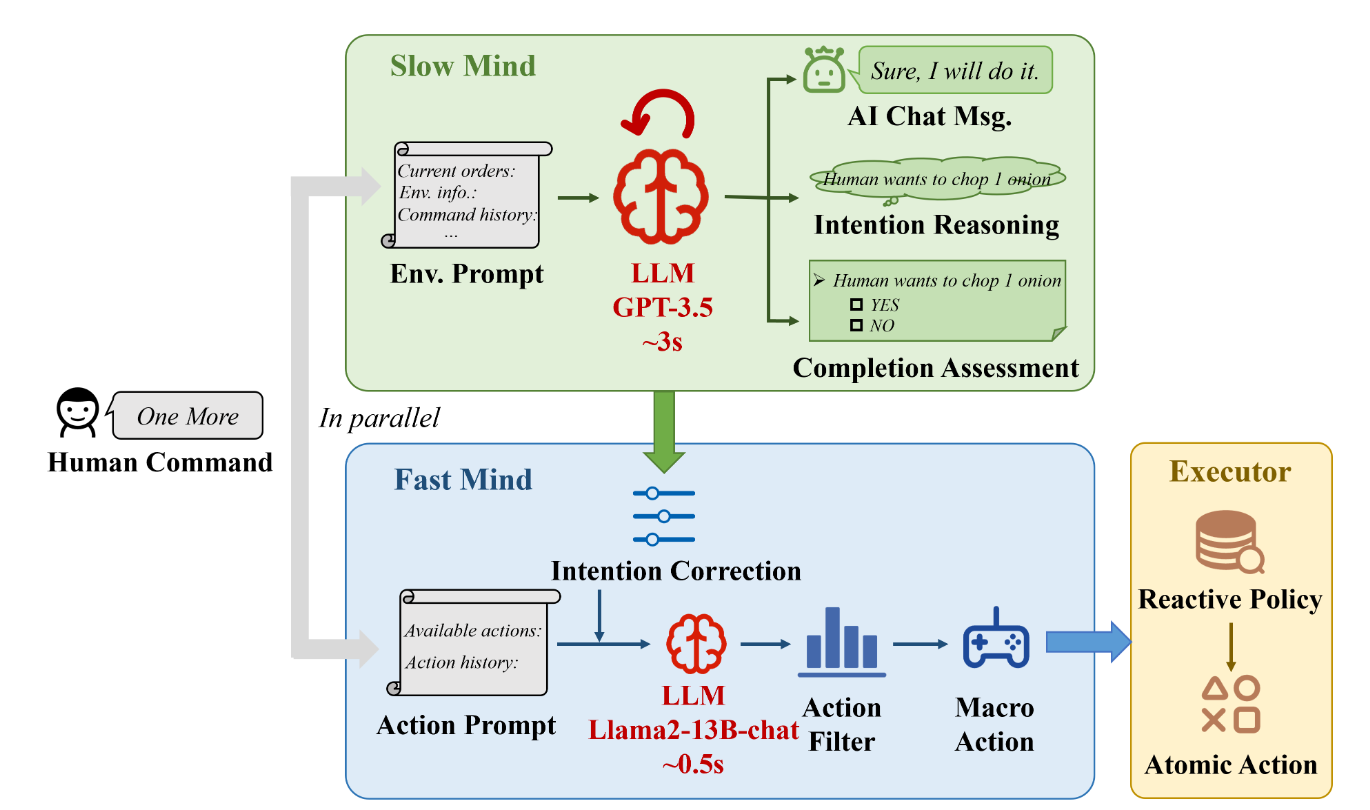 Slow Mind
Current orders:
Env. info.:
Command history:
...
Env. Prompt
LLM
GPT-3.5
~3s
Sure, I will do it.
AI Chat Msg.
Human wants to chop 1 onion
Intention Reasoning
Human wants to chop 1 onion
YES
NO
Completion Assessment
One More
Human Command
In parallel
Fast Mind
Intention Correction
Available actions:
Action history:
Action Prompt
LLM
Llama2-13B-chat
~0.5s
Action
Filter
Macro
Action
Executor
Reactive Policy
Atomic Action